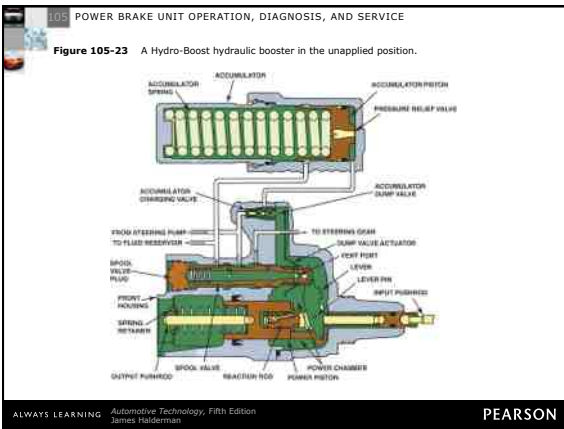 105 POWER BRAKE UNIT OPERATION, DIAGNOSIS, AND SERVICE
Figure 105-23 A Hydro-Boost hydraulic booster in the unapplied position.
ACCUMULATOR
ACCUMULATOR
SPRING
ACCUMULATOR PISTON
PRESSURE RELIEF VALVE
ACCUMULATOR
CHARGING VALVE
ACCUMULATOR
DUMP VALVE
FROM STEERING PUMP
TO STEERING GEAR
TO FLUID RESERVOIR
DUMP VALVE ACTUATOR
VENT PORT
SPOOL
VALVE
PLUG
LEVER
LEVER PIN
INPUT PUSHROD
FRONT
HOUSING
SPRING
RETAINER
OUTPUT PUSHROD
SPOOL VALVE
REACTION ROD
POWER PISTON
POWER CHAMBER
ALWAYS LEARNING
Automotive Technology, Fifth Edition
James Halderman
PEARSON